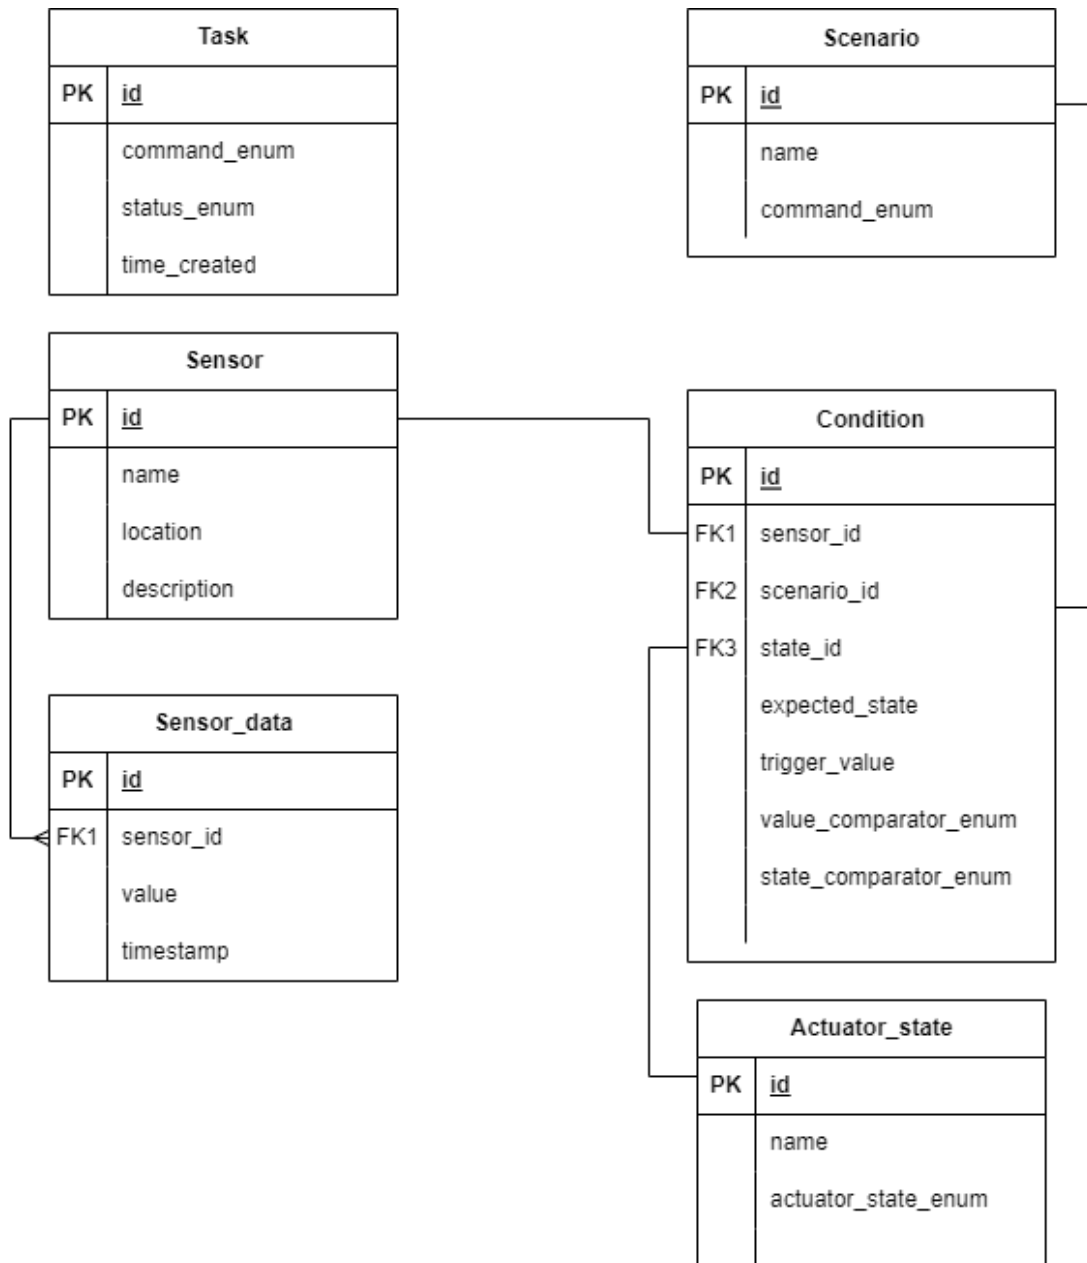 Task
PK id
command_enum
status_enum
time_created
Scenario
PK id
name
command_enum
Sensor
PK id
name
location
description
Condition
PK id
FK1 sensor_id
FK2 scenario_id
FK3 state_id
expected_state
trigger_value
value_comparator_enum
state_comparator_enum
Sensor_data
PK id
FK1 sensor_id
value
timestamp
Actuator_state
PK id
name
actuator_state_enum